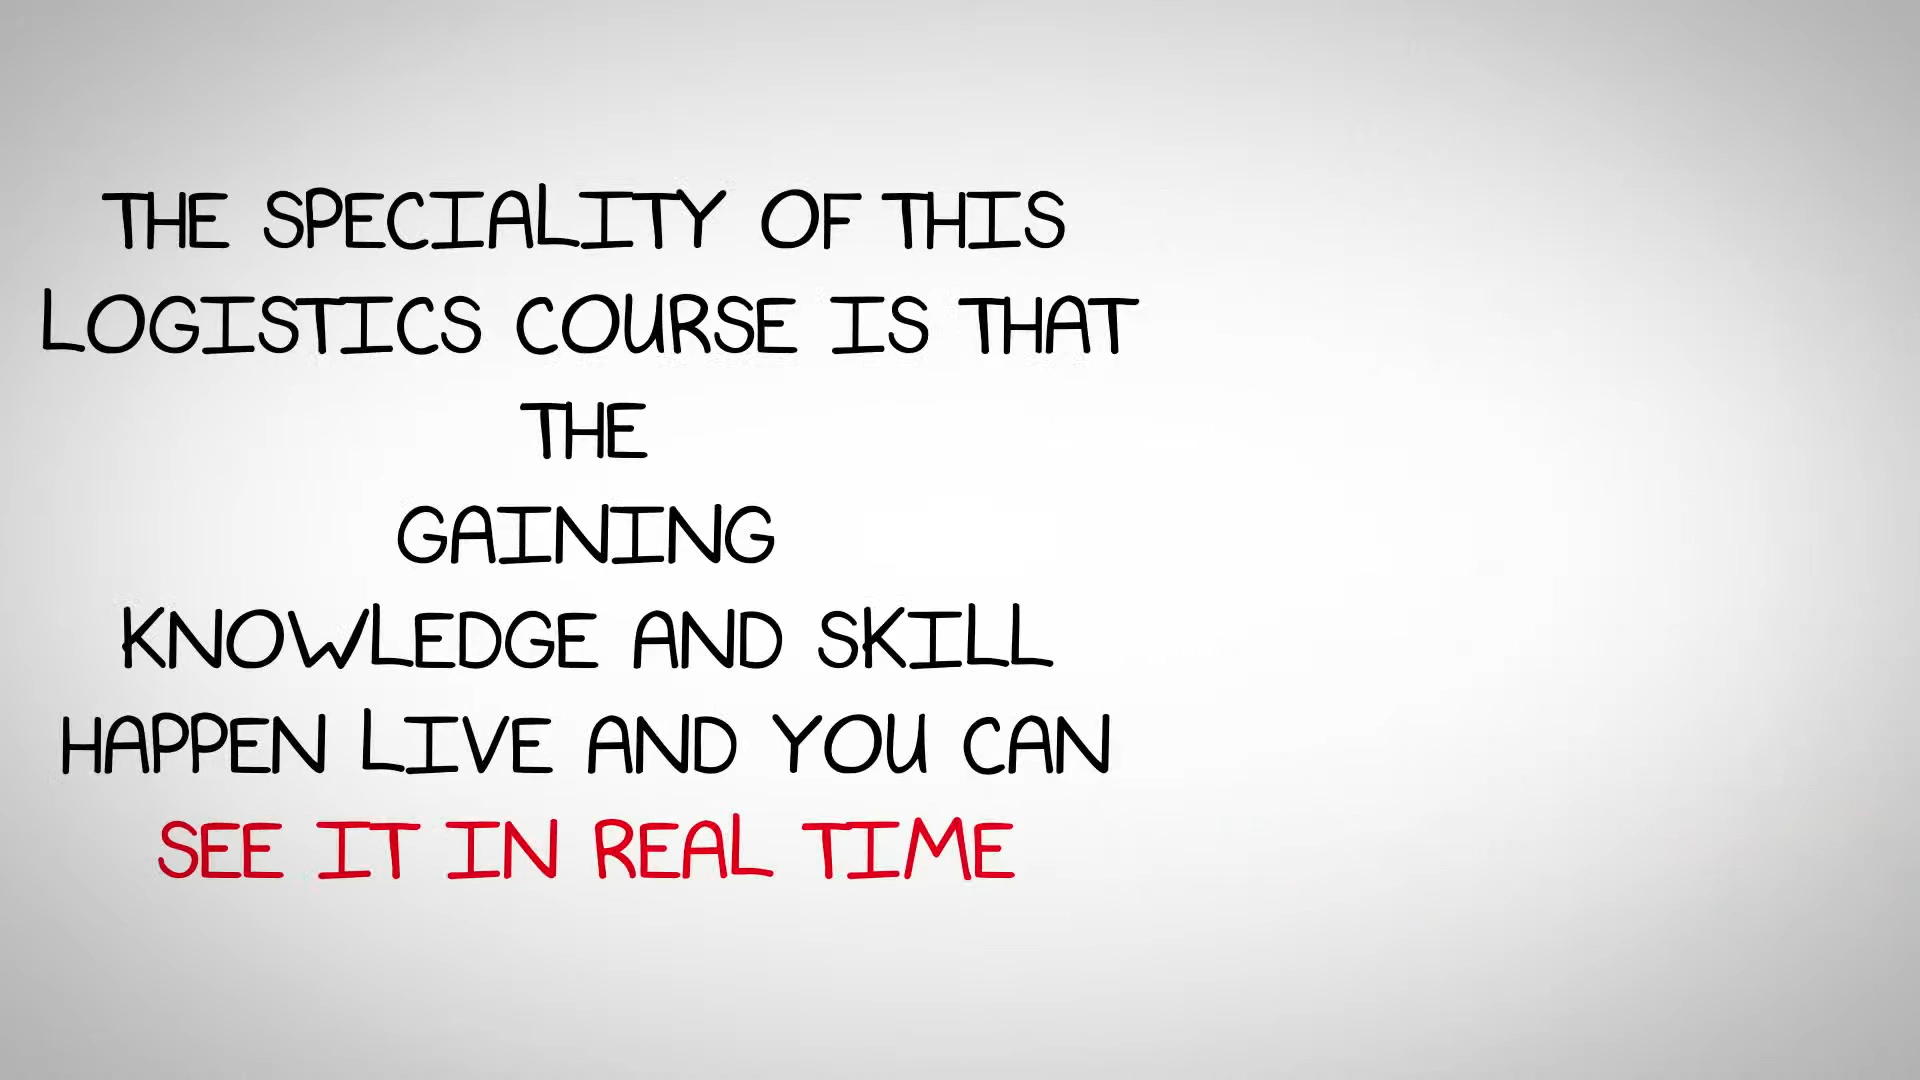 THE SPECIALITY OF THIS
LOGISTICS COURSE IS THAT
THE
GAINING
KNOWLEDGE AND SKILL
HAPPEN LIVE AND YOU CAN
SEE IT IN REAL TIME